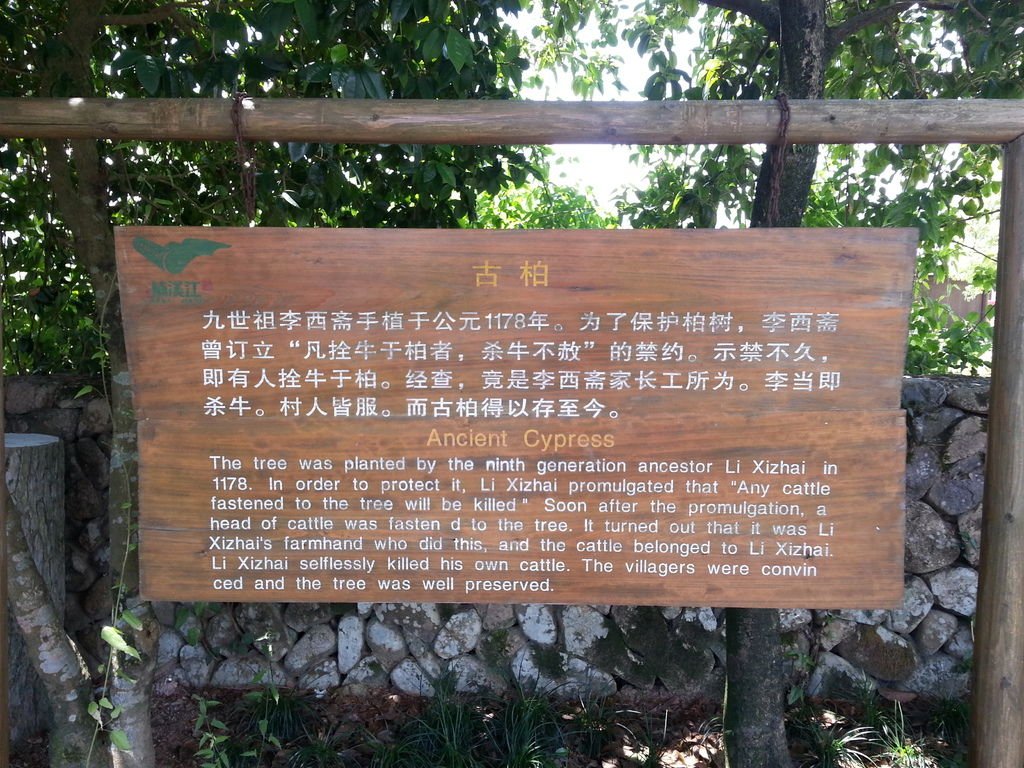 楠溪江
古柏
九世祖李西斋手植于公元1178年。为了保护柏树，李西斋
曾订立“凡拴牛于柏者，杀牛不赦”的禁约。示禁不久，
即有人拴牛于柏。经查，竟是李西斋家长工所为。李当即
杀牛。村人皆服。而古柏得以存至今。
Ancient Cypress
The tree was planted by the ninth generation ancestor Li Xizhai in
1178. In order to protect it, Li Xizhai promulgated that "Any cattle
fastened to the tree will be killed" Soon after the promulgation, a
head of cattle was fasten d to the tree. It turned out that it was Li
Xizhai's farmhand who did this, and the cattle belonged to Li Xizhai.
Li Xizhai selflessly killed his own cattle. The villagers were convin
ced and the tree was well preserved.